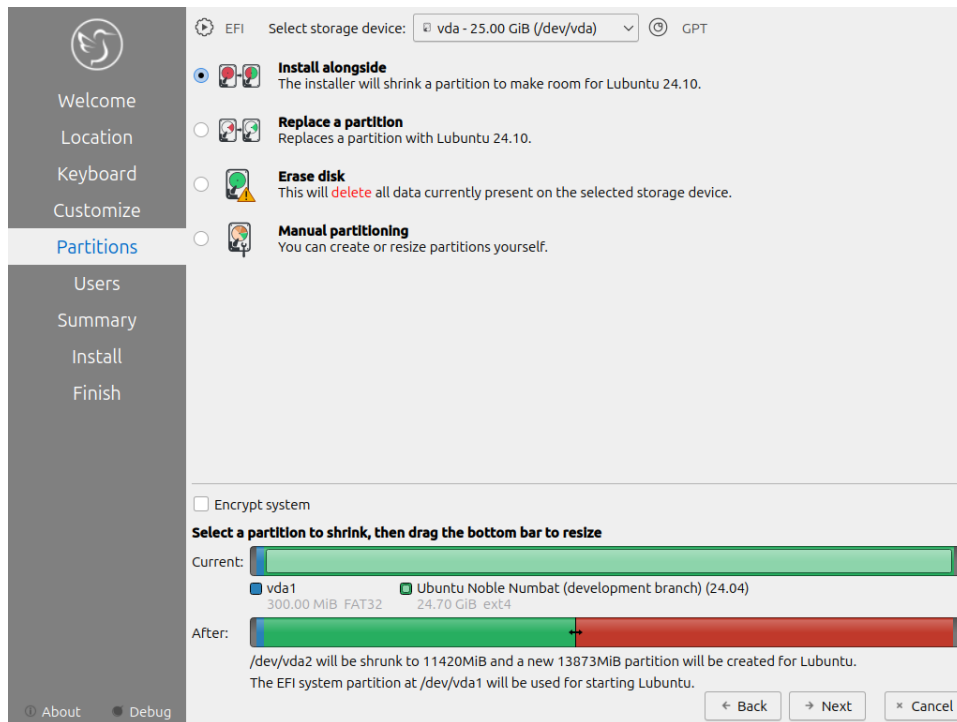 EFI Select storage device: vda - 25.00 GiB (/dev/vda) GPT
Install alongside
The installer will shrink a partition to make room for Lubuntu 24.10.
Replace a partition
Replaces a partition with Lubuntu 24.10.
Erase disk
This will delete all data currently present on the selected storage device.
Manual partitioning
You can create or resize partitions yourself.
Welcome
Location
Keyboard
Customize
Partitions
Users
Summary
Install
Finish
Encrypt system
Select a partition to shrink, then drag the bottom bar to resize
Current:
vda1 Ubuntu Noble Numbat (development branch) (24.04)
300.00 MiB FAT32 24.70 GiB ext4
After:
/dev/vda2 will be shrunk to 11420MiB and a new 13873MiB partition will be created for Lubuntu.
The EFI system partition at /dev/vda1 will be used for starting Lubuntu.
About Debug
Back Next Cancel